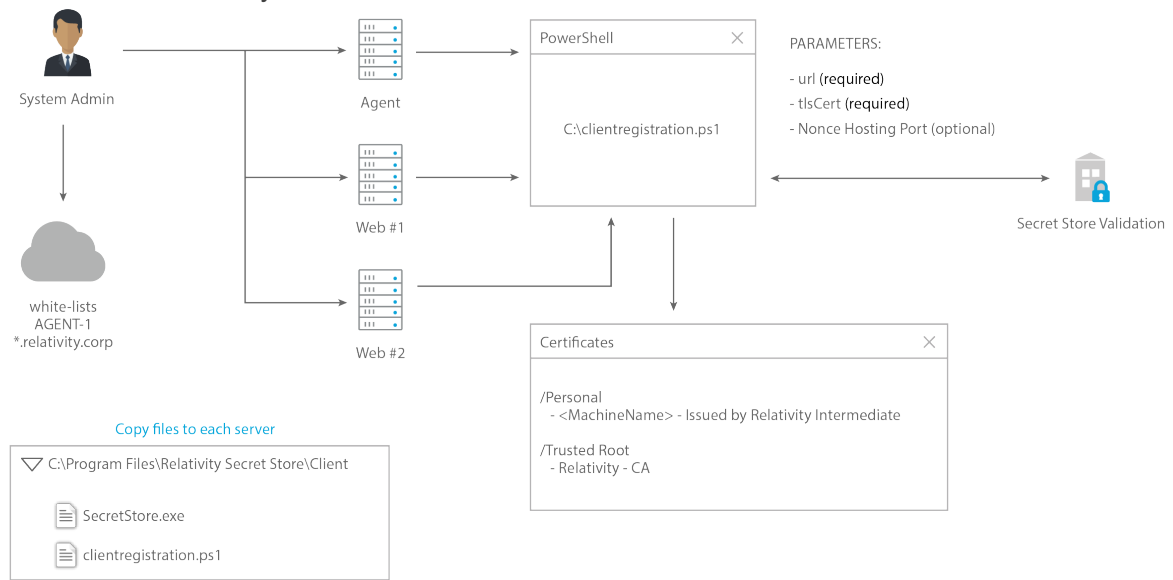 System Admin
white-lists
AGENT-1
*.relativity.corp
Agent
Web #1
Web #2
PowerShell
C:\clientregistration.ps1
PARAMETERS:
- url (required)
- tlsCert (required)
- Nonce Hosting Port (optional)
Secret Store Validation
Certificates
/Personal
- <MachineName> - Issued by Relativity Intermediate
/Trusted Root
- Relativity - CA
Copy files to each server
C:\Program Files\Relativity Secret Store\Client
SecretStore.exe
clientregistration.ps1